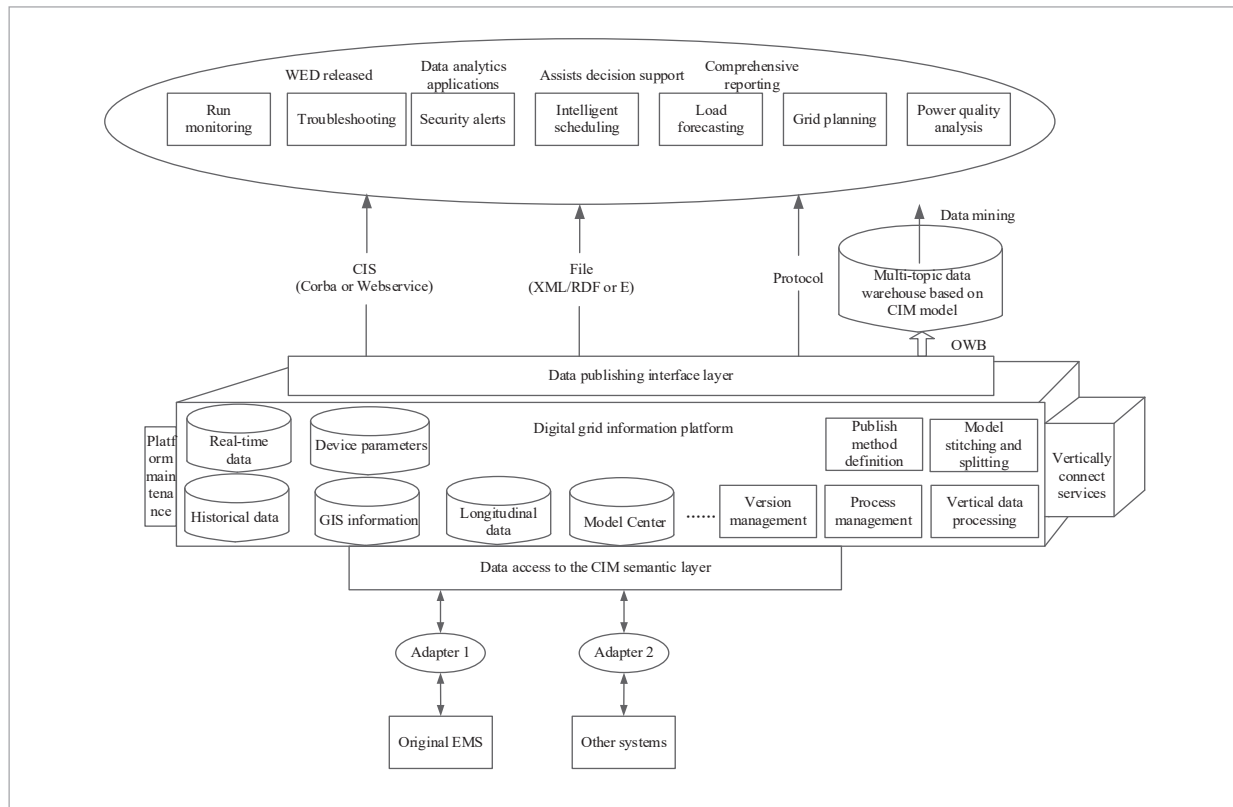 WED released
Data analytics
applications
Assists decision support
Comprehensive
reporting
Run
monitoring
Troubleshooting
Security alerts
Intelligent
scheduling
Load
forecasting
Grid planning
Power quality
analysis
CIS
(Corba or Webservice)
File
(XML/RDF or E)
Protocol
Data mining
Multi-topic data
warehouse based on
CIM model
OWB
Data publishing interface layer
Digital grid information platform
Platf
orm main
tena
nce
Real-time
data
Device parameters
Publish
method
definition
Model
stitching and
splitting
Vertically
connect
services
Historical data
GIS information
Longitudinal
data
Model Center
......
Version
management
Process
management
Vertical data
processing
Data access to the CIM semantic layer
Adapter 1
Adapter 2
Original EMS
Other systems